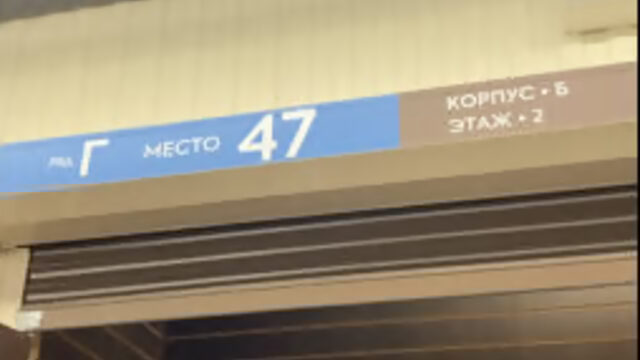 РЯД Г МЕСТО 47
КОРПУС • Б
ЭТАЖ • 2